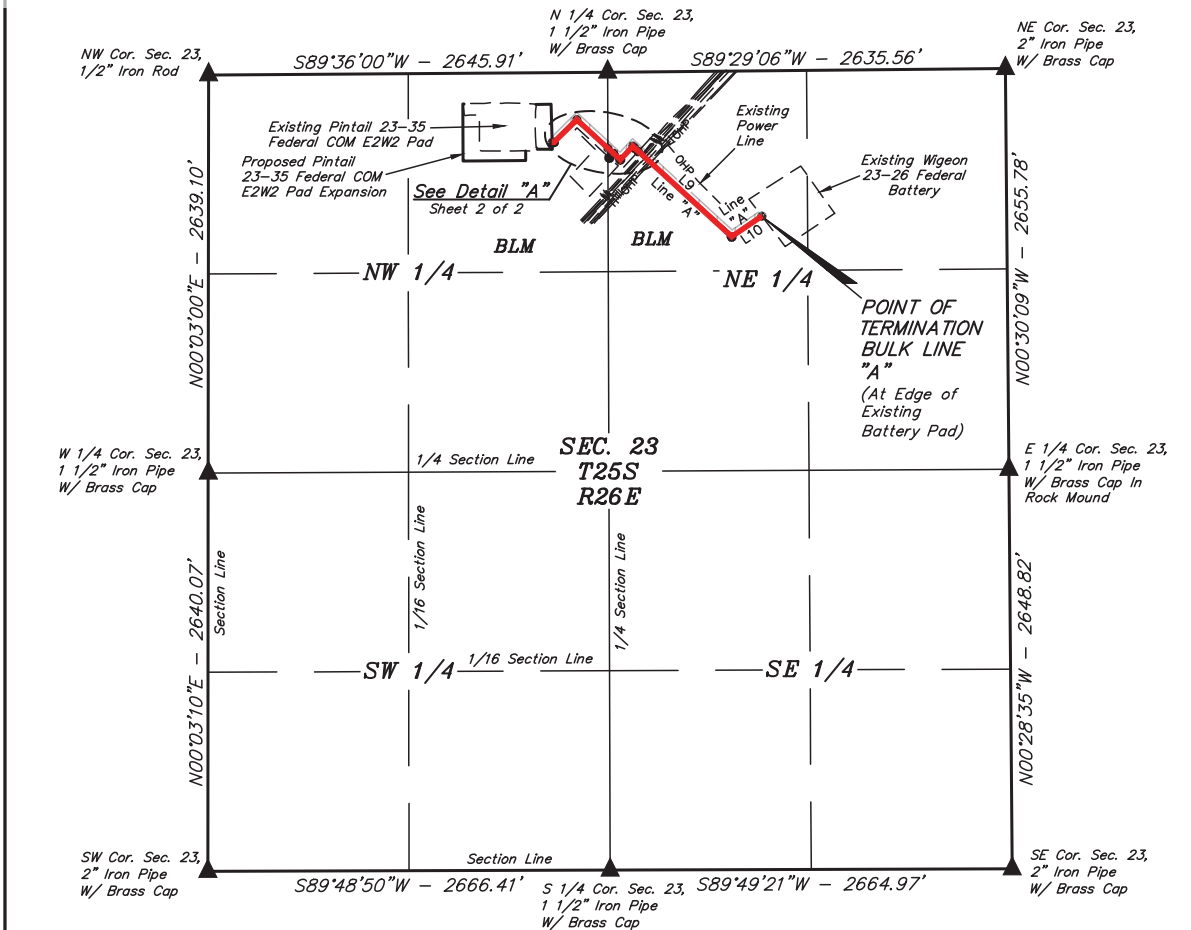 N 1/4 Cor. Sec. 23,
1 1/2" Iron Pipe
W/ Brass Cap
NE Cor. Sec. 23,
2" Iron Pipe
W/ Brass Cap
NW Cor. Sec. 23,
1/2" Iron Rod
S89°36'00"W - 2645.91'
S89°29'06"W - 2635.56'
Existing Pintail 23-35
Federal COM E2W2 Pad
Proposed Pintail
23-35 Federal COM
E2W2 Pad Expansion
See Detail "A"
Sheet 2 of 2
Existing
Power
Line
Existing Wigeon
23-26 Federal
Battery
OHP
OHP
L9
Line "A"
Line
"A"
L10
BLM
BLM
NW 1/4
NE 1/4
POINT OF
TERMINATION
BULK LINE
"A"
(At Edge of
Existing
Battery Pad)
N00°03'00"E - 2639.10'
N00°30'09"W - 2655.78'
W 1/4 Cor. Sec. 23,
1 1/2" Iron Pipe
W/ Brass Cap
1/4 Section Line
SEC. 23
T25S
R26E
E 1/4 Cor. Sec. 23,
1 1/2" Iron Pipe
W/ Brass Cap In
Rock Mound
N00°03'10"E - 2640.07'
Section Line
1/16 Section Line
1/4 Section Line
N00°28'35"W - 2648.82'
SW 1/4
1/16 Section Line
SE 1/4
SW Cor. Sec. 23,
2" Iron Pipe
W/ Brass Cap
Section Line
S89°48'50"W - 2666.41'
S 1/4 Cor. Sec. 23,
1 1/2" Iron Pipe
W/ Brass Cap
S89°49'21"W - 2664.97'
SE Cor. Sec. 23,
2" Iron Pipe
W/ Brass Cap